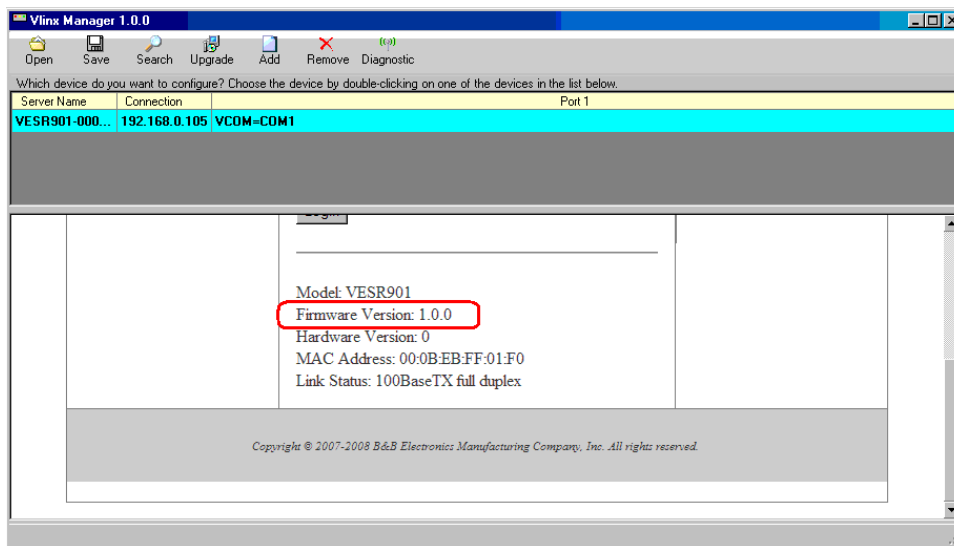 Vlinx Manager 1.0.0
Open Save Search Upgrade Add Remove Diagnostic
Which device do you want to configure? Choose the device by double-clicking on one of the devices in the list below.
Server Name Connection Port 1
VESR901-000... 192.168.0.105 VCOM=COM1
Login
Model: VESR901
Firmware Version: 1.0.0
Hardware Version: 0
MAC Address: 00:0B:EB:FF:01:F0
Link Status: 100BaseTX full duplex
Copyright © 2007-2008 B&B Electronics Manufacturing Company, Inc. All rights reserved.